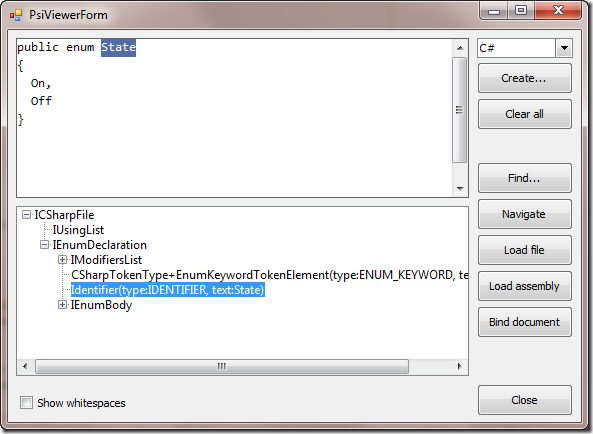 PsiViewerForm
public enum State
{
On,
Off
}
C#
Create...
Clear all
Find...
Navigate
Load file
Load assembly
Bind document
Close
ICSharpFile
IUsingList
IEnumDeclaration
IModifiersList
CSharpTokenType+EnumKeywordTokenElement(type:ENUM_KEYWORD, te
Identifier(type:IDENTIFIER, text:State)
IEnumBody
Show whitespaces